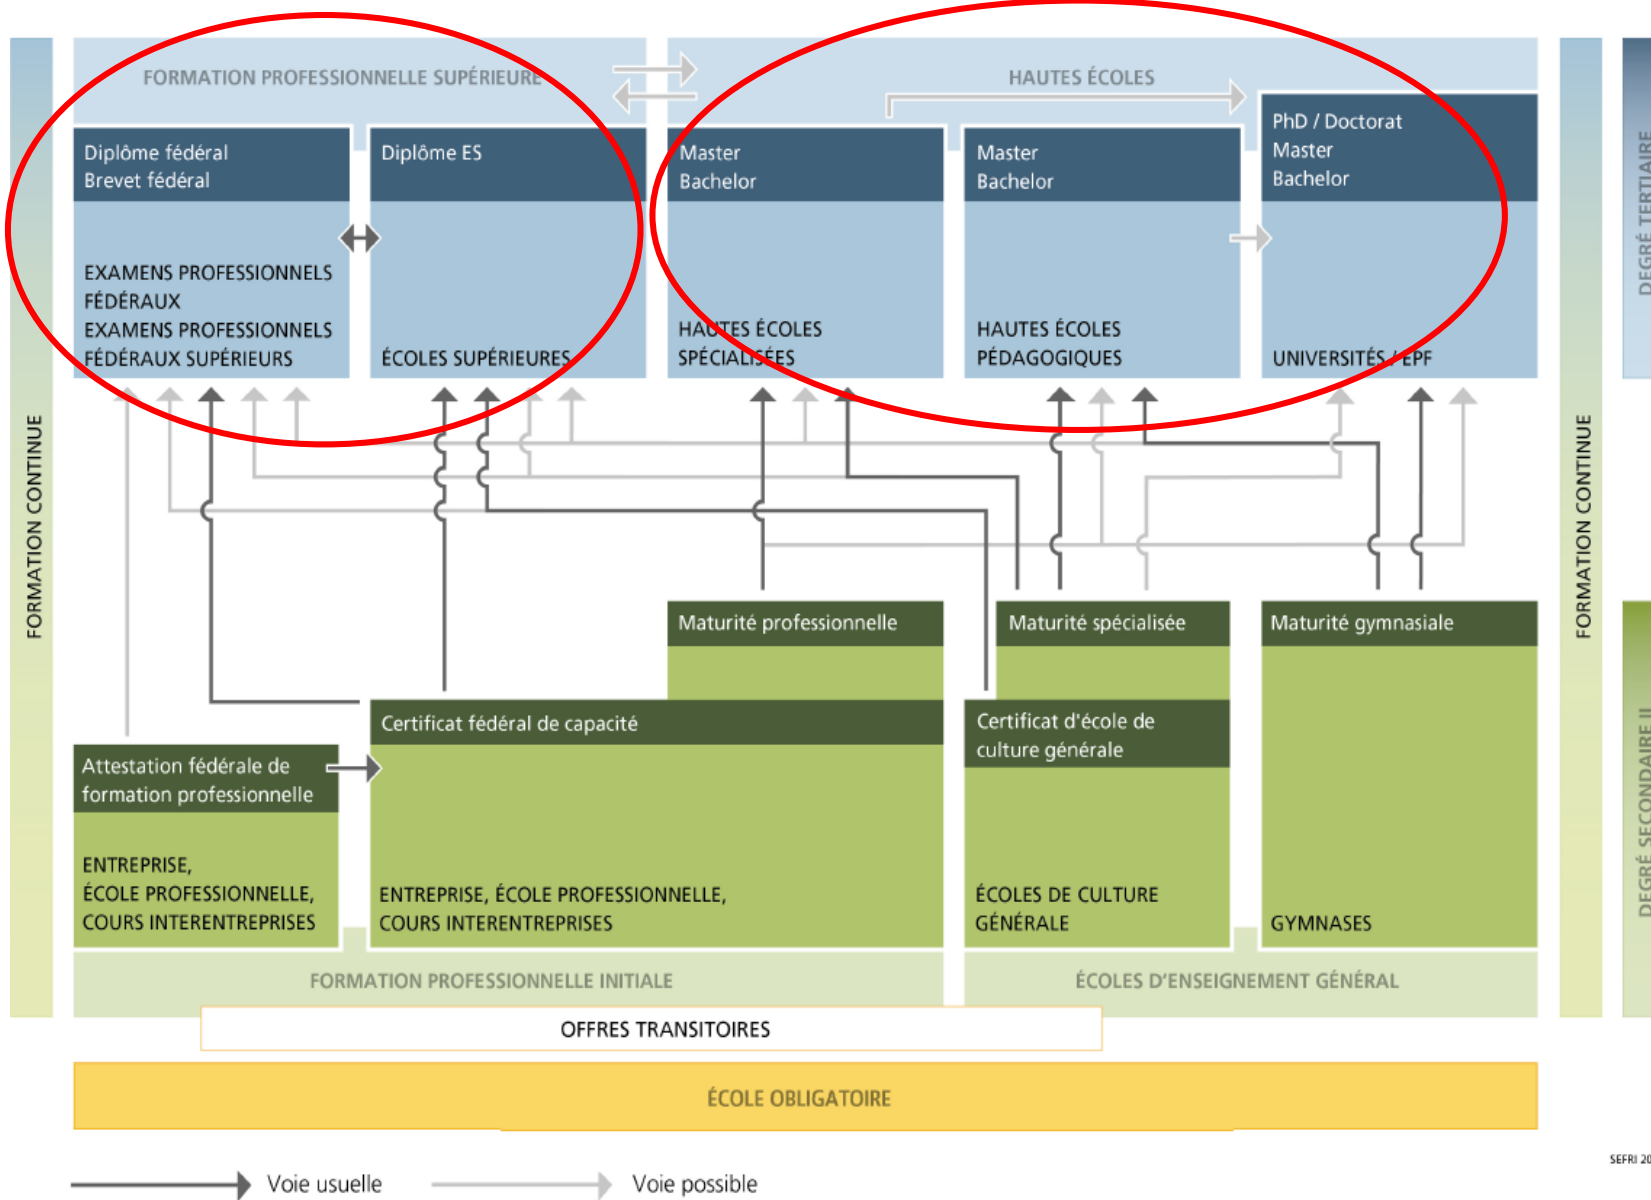 FORMATION PROFESSIONNELLE SUPÉRIEURE
HAUTES ÉCOLES
Diplôme fédéral
Brevet fédéral
EXAMENS PROFESSIONNELS
FÉDÉRAUX
EXAMENS PROFESSIONNELS
FÉDÉRAUX SUPÉRIEURS
Diplôme ES
ÉCOLES SUPÉRIEURES
Master
Bachelor
HAUTES ÉCOLES
SPÉCIALISÉES
Master
Bachelor
HAUTES ÉCOLES
PÉDAGOGIQUES
PhD / Doctorat
Master
Bachelor
UNIVERSITÉS / EPF
FORMATION CONTINUE
FORMATION CONTINUE
DEGRÉ TERTIAIRE
Maturité professionnelle
Maturité spécialisée
Maturité gymnasiale
Certificat fédéral de capacité
Certificat d'école de
culture générale
Attestation fédérale de
formation professionnelle
ENTREPRISE,
ÉCOLE PROFESSIONNELLE,
COURS INTERENTREPRISES
ENTREPRISE, ÉCOLE PROFESSIONNELLE,
COURS INTERENTREPRISES
ÉCOLES DE CULTURE
GÉNÉRALE
GYMNASES
DEGRÉ SECONDAIRE II
FORMATION PROFESSIONNELLE INITIALE
ÉCOLES D'ENSEIGNEMENT GÉNÉRAL
OFFRES TRANSITOIRES
ÉCOLE OBLIGATOIRE
Voie usuelle
Voie possible
SEFRI 20